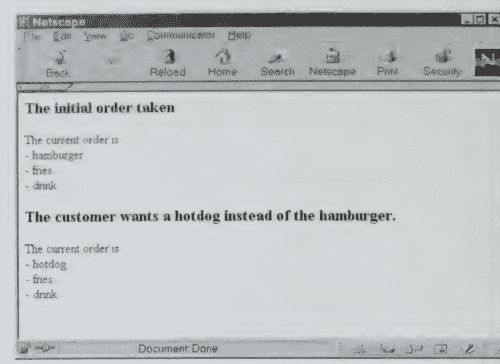 Netscape
File Edit View Go Communicator Help
Back Reload Home Search Netscape Print Security
N
The initial order taken
The current order is
- hamburger
- fries
- drink
The customer wants a hotdog instead of the hamburger.
The current order is
- hotdog
- fries
- drink
Document Done